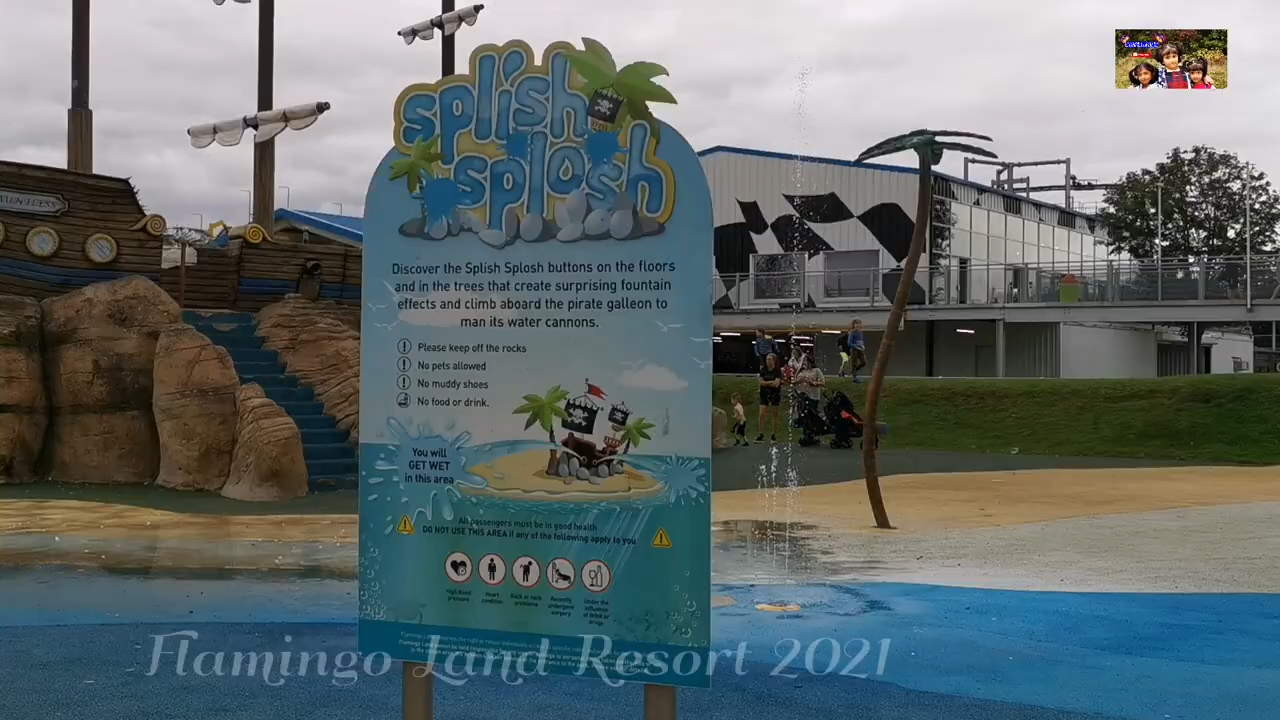 splish
splosh
Discover the Splish Splosh buttons on the floors
and in the trees that create surprising fountain
effects and climb aboard the pirate galleon to
man its water cannons.
Please keep off the rocks
No pets allowed
No muddy shoes
No food or drink.
You will
GET WET
in this area
All passengers must be in good health
DO NOT USE THIS AREA if any of the following apply to you
High blood
pressure
Heart
condition
Back or neck
problems
Recently
undergone
surgery
Under the
influence
of drink or
drugs
Flamingo Land Resort 2021